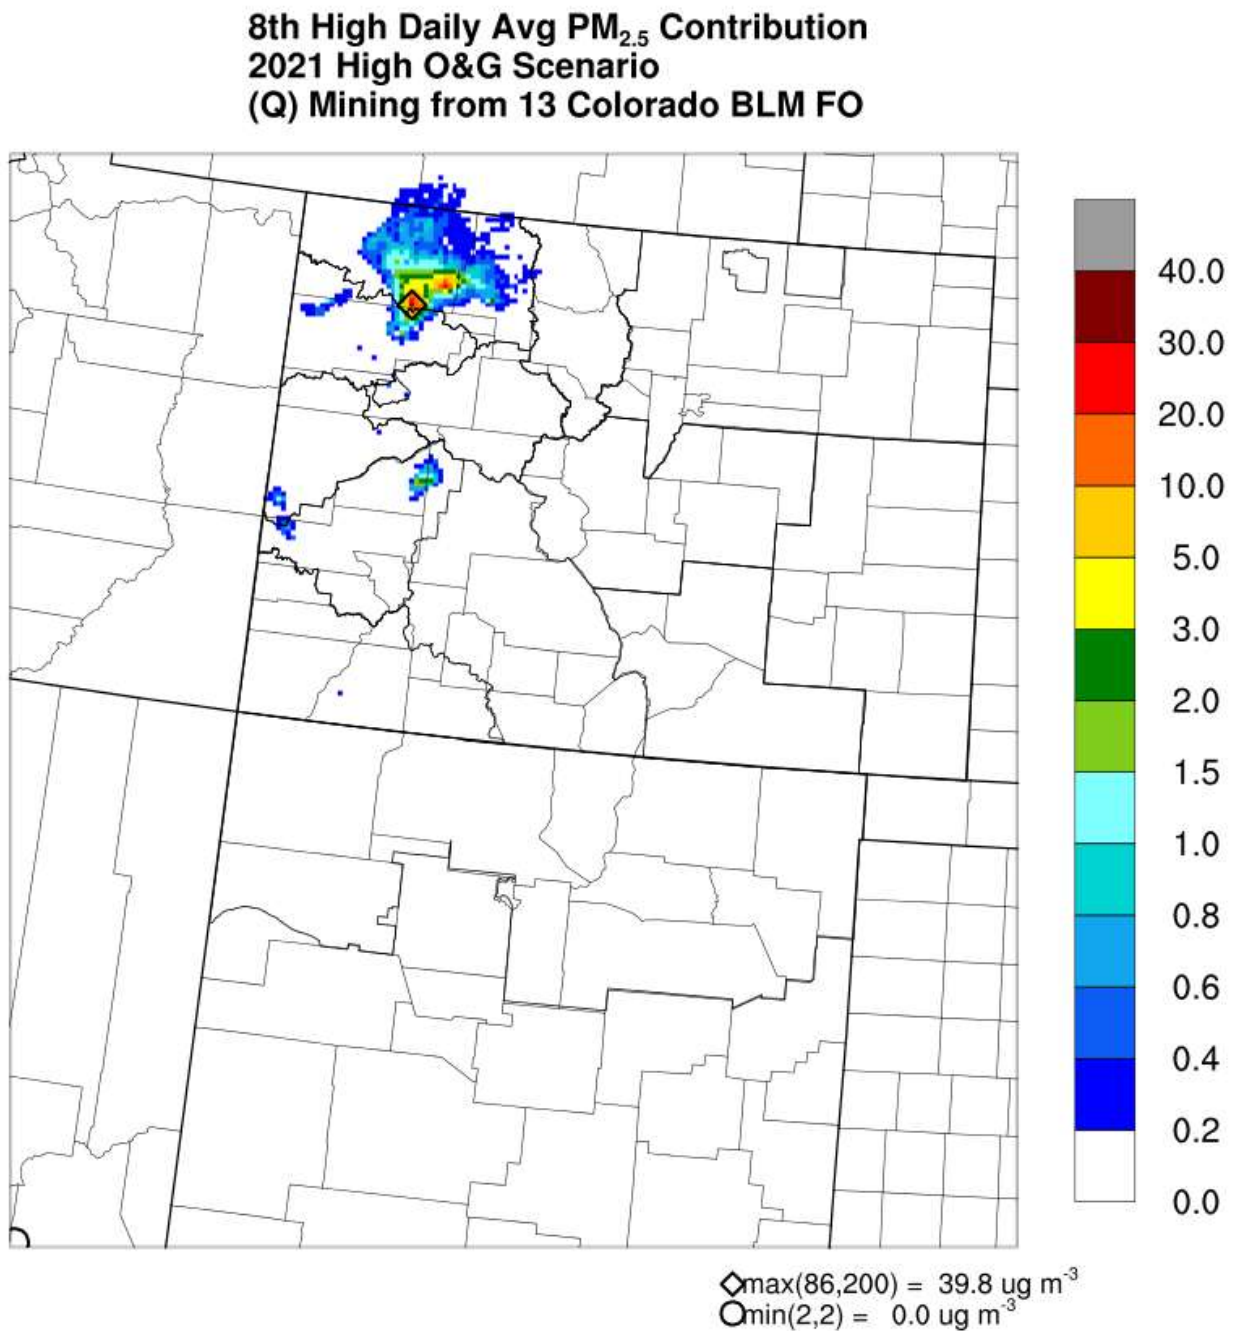 8th High Daily Avg PM2.5 Contribution
2021 High O&G Scenario
(Q) Mining from 13 Colorado BLM FO
40.0
30.0
20.0
10.0
5.0
3.0
2.0
1.5
1.0
0.8
0.6
0.4
0.2
0.0
max(86,200) = 39.8 ug m-3
min(2,2) = 0.0 ug m-3